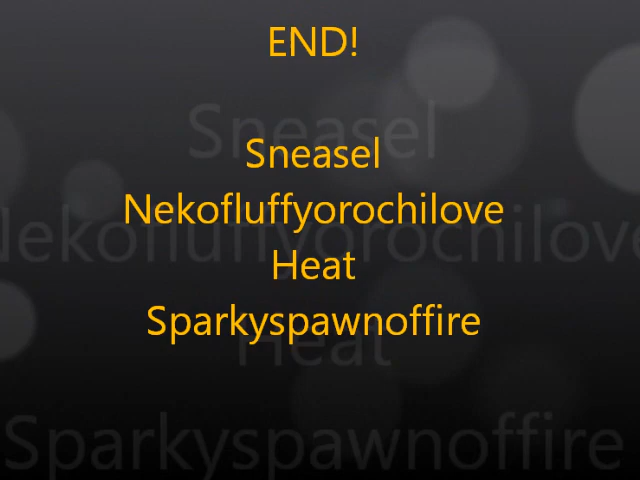 END!
Sneasel
Nekofluffyorochilove
Heat
Sparkyspawnoffire